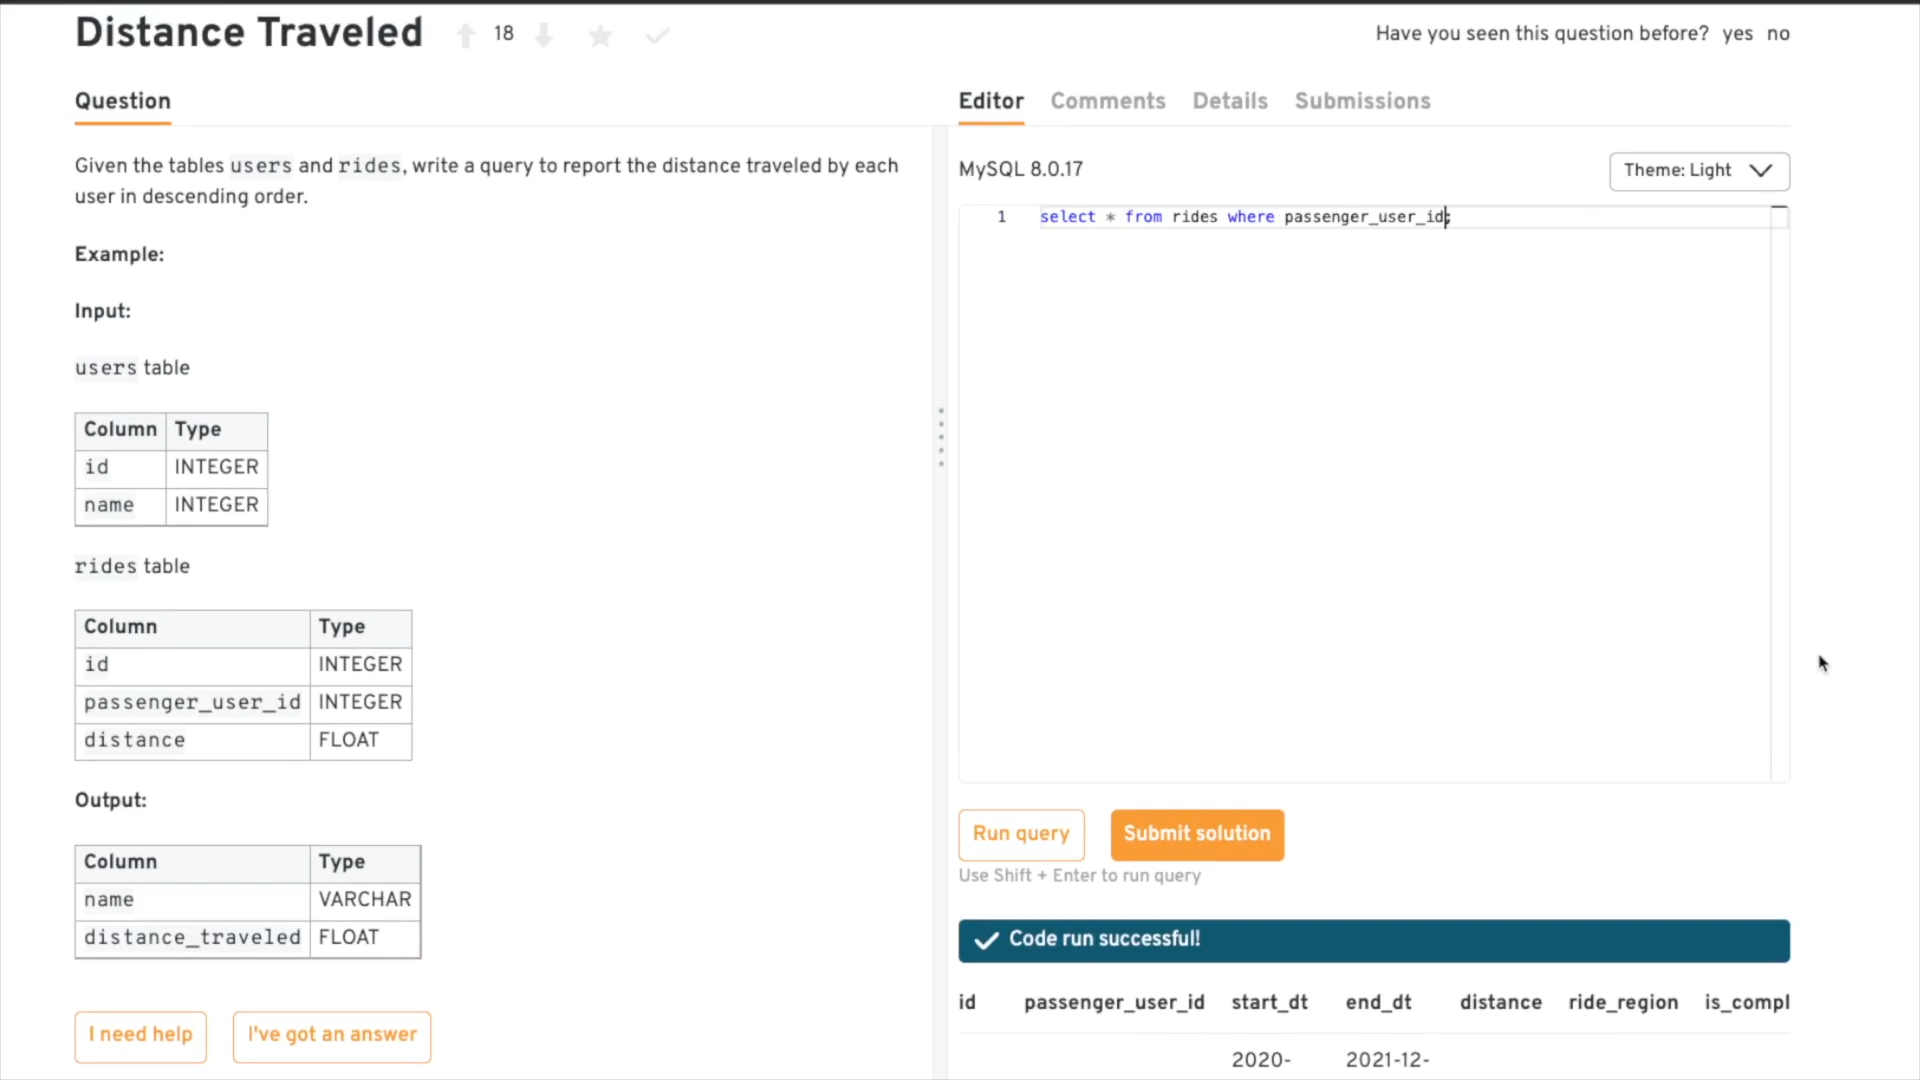 Distance Traveled
18
Have you seen this question before? yes no
Question
Editor Comments Details Submissions
Given the tables users and rides, write a query to report the distance traveled by each
user in descending order.
Example:
Input:
users table
Column Type
id INTEGER
name INTEGER
rides table
Column Type
id INTEGER
passenger_user_id INTEGER
distance FLOAT
Output:
Column Type
name VARCHAR
distance_traveled FLOAT
I need help I've got an answer
MySQL 8.0.17
Theme: Light
1 select * from rides where passenger_user_id;
Run query Submit solution
Use Shift + Enter to run query
Code run successful!
id passenger_user_id start_dt end_dt distance ride_region is_compl
2020- 2021-12-